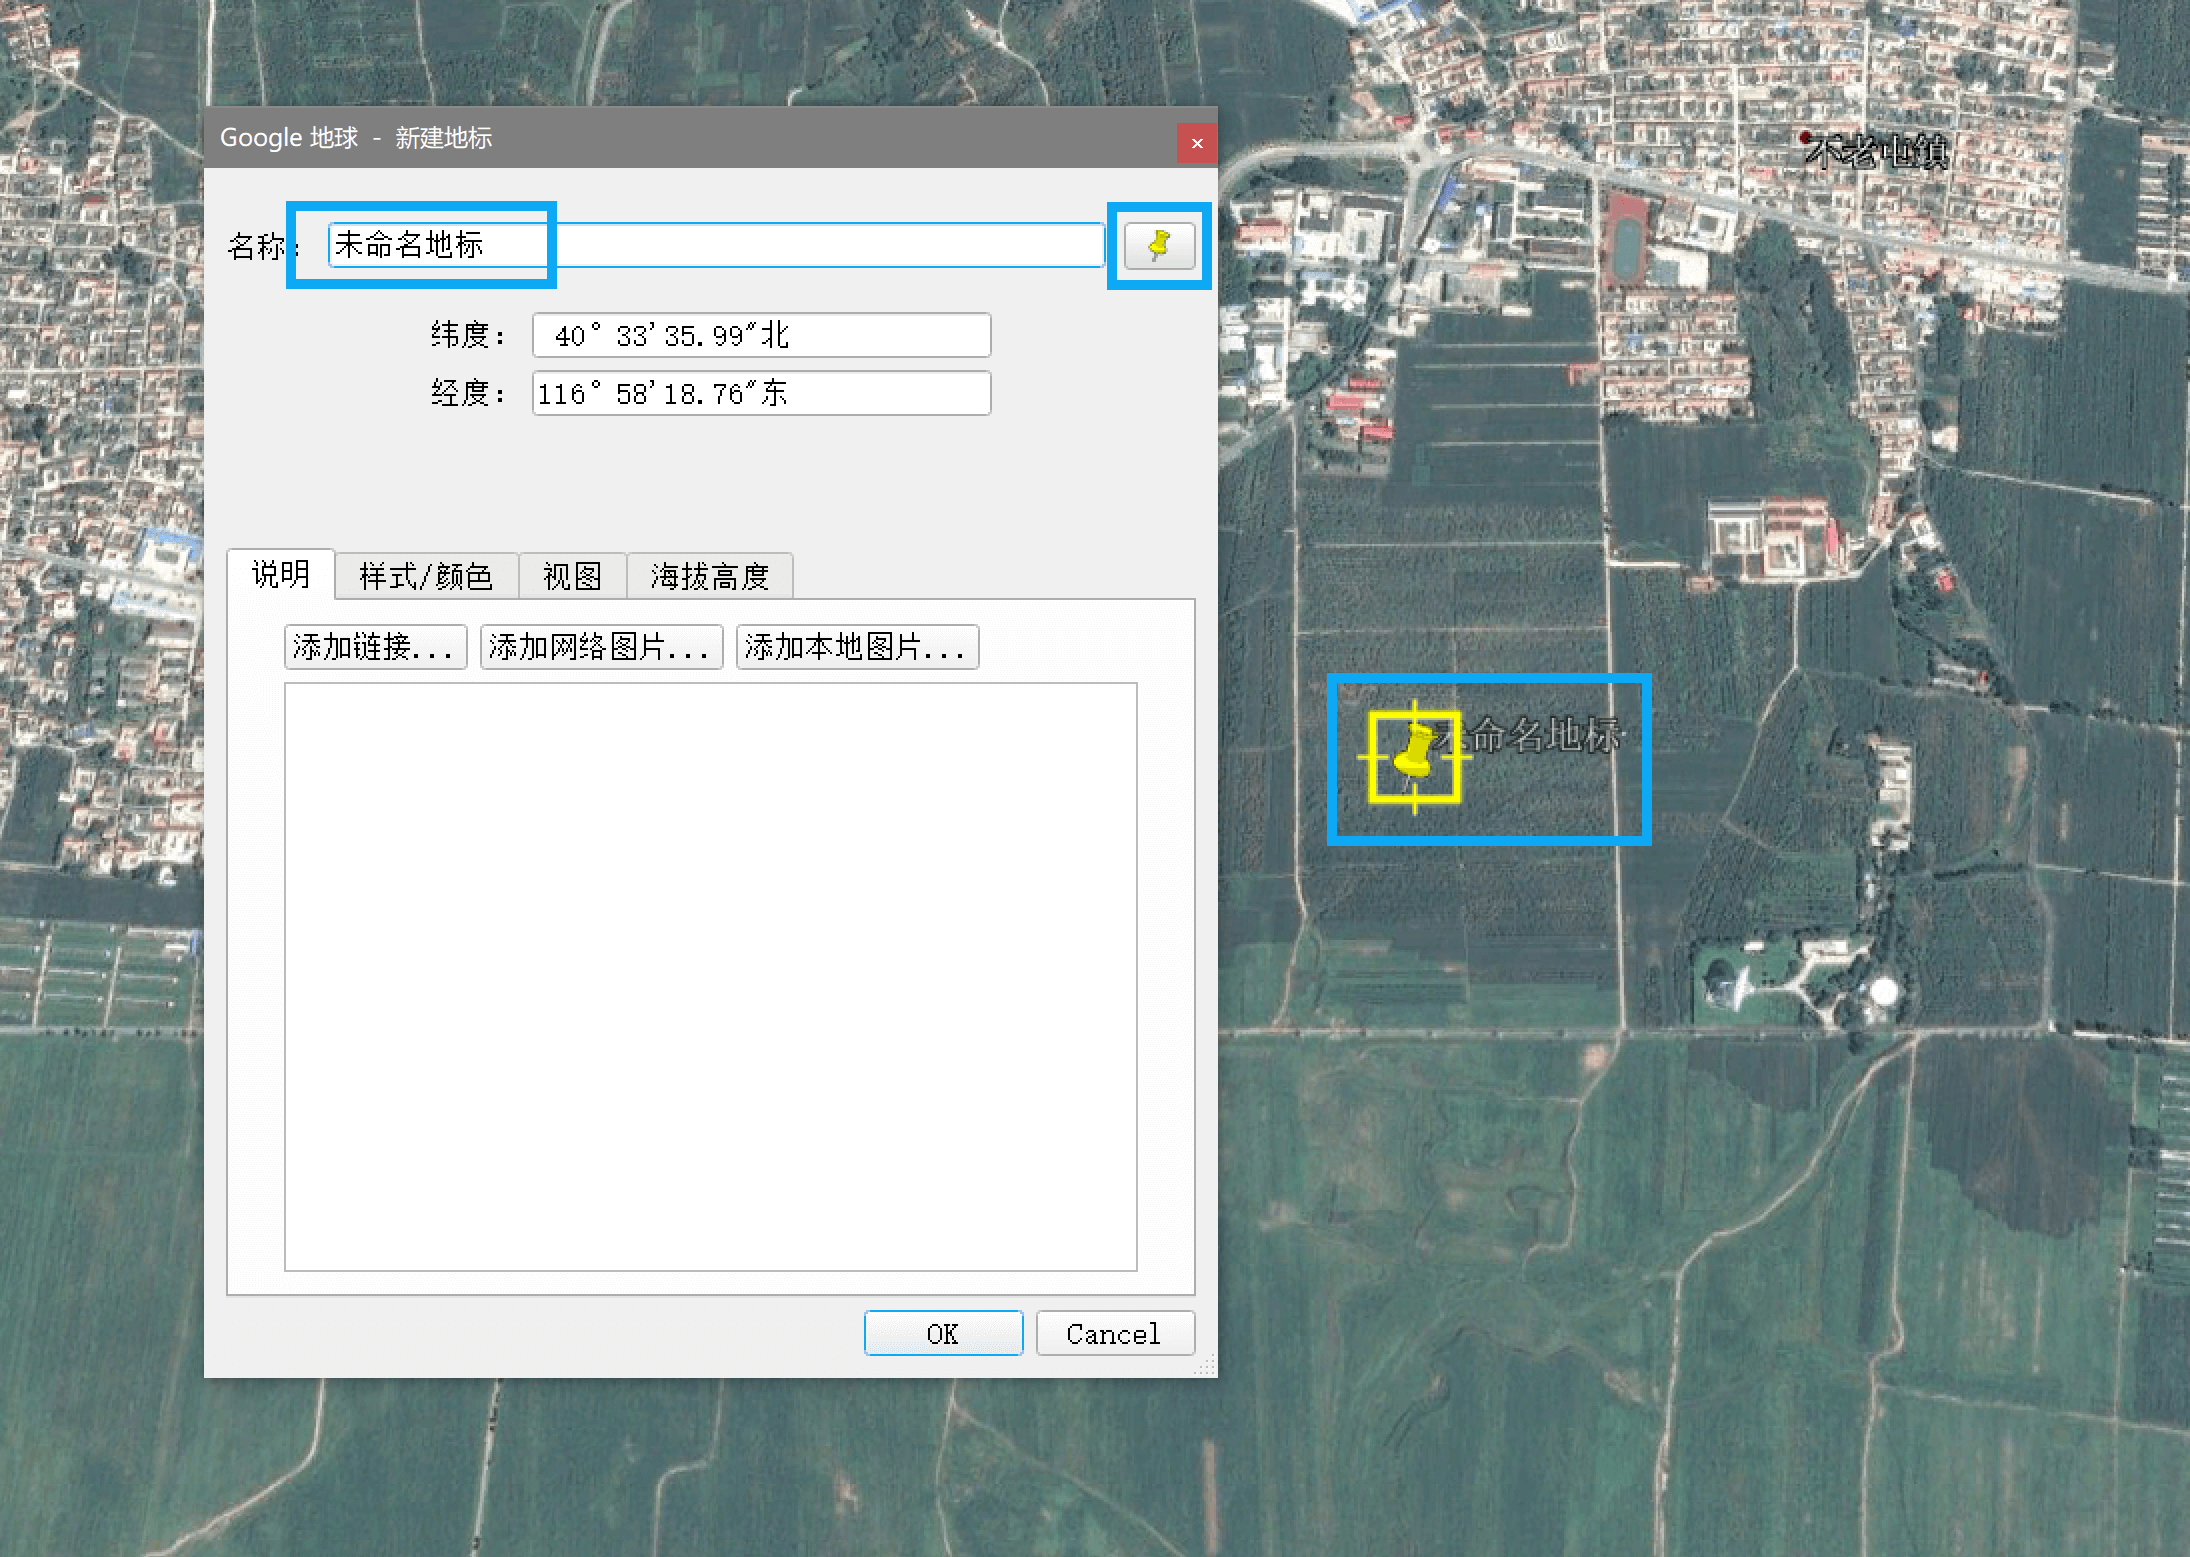 Google 地球 - 新建地标
不老屯镇
名称： 未命名地标
纬度： 40° 33'35.99"北
经度： 116° 58'18.76"东
说明 样式/颜色 视图 海拔高度
添加链接... 添加网络图片... 添加本地图片...
未命名地标
OK Cancel